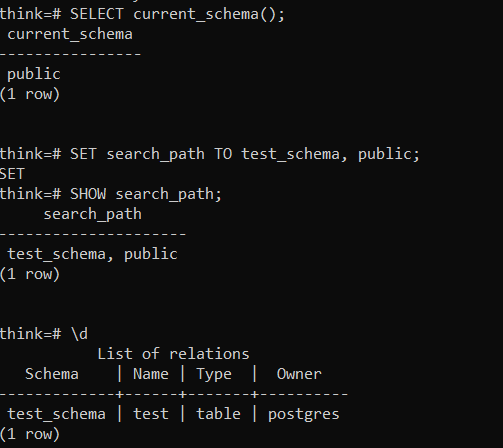 think=# SELECT current_schema();
 current_schema
----------------
 public
(1 row)
think=# SET search_path TO test_schema, public;
SET
think=# SHOW search_path;
     search_path
---------------------
 test_schema, public
(1 row)
think=# \d
           List of relations
   Schema    | Name | Type  |  Owner
-------------+------+-------+----------
 test_schema | test | table | postgres
(1 row)